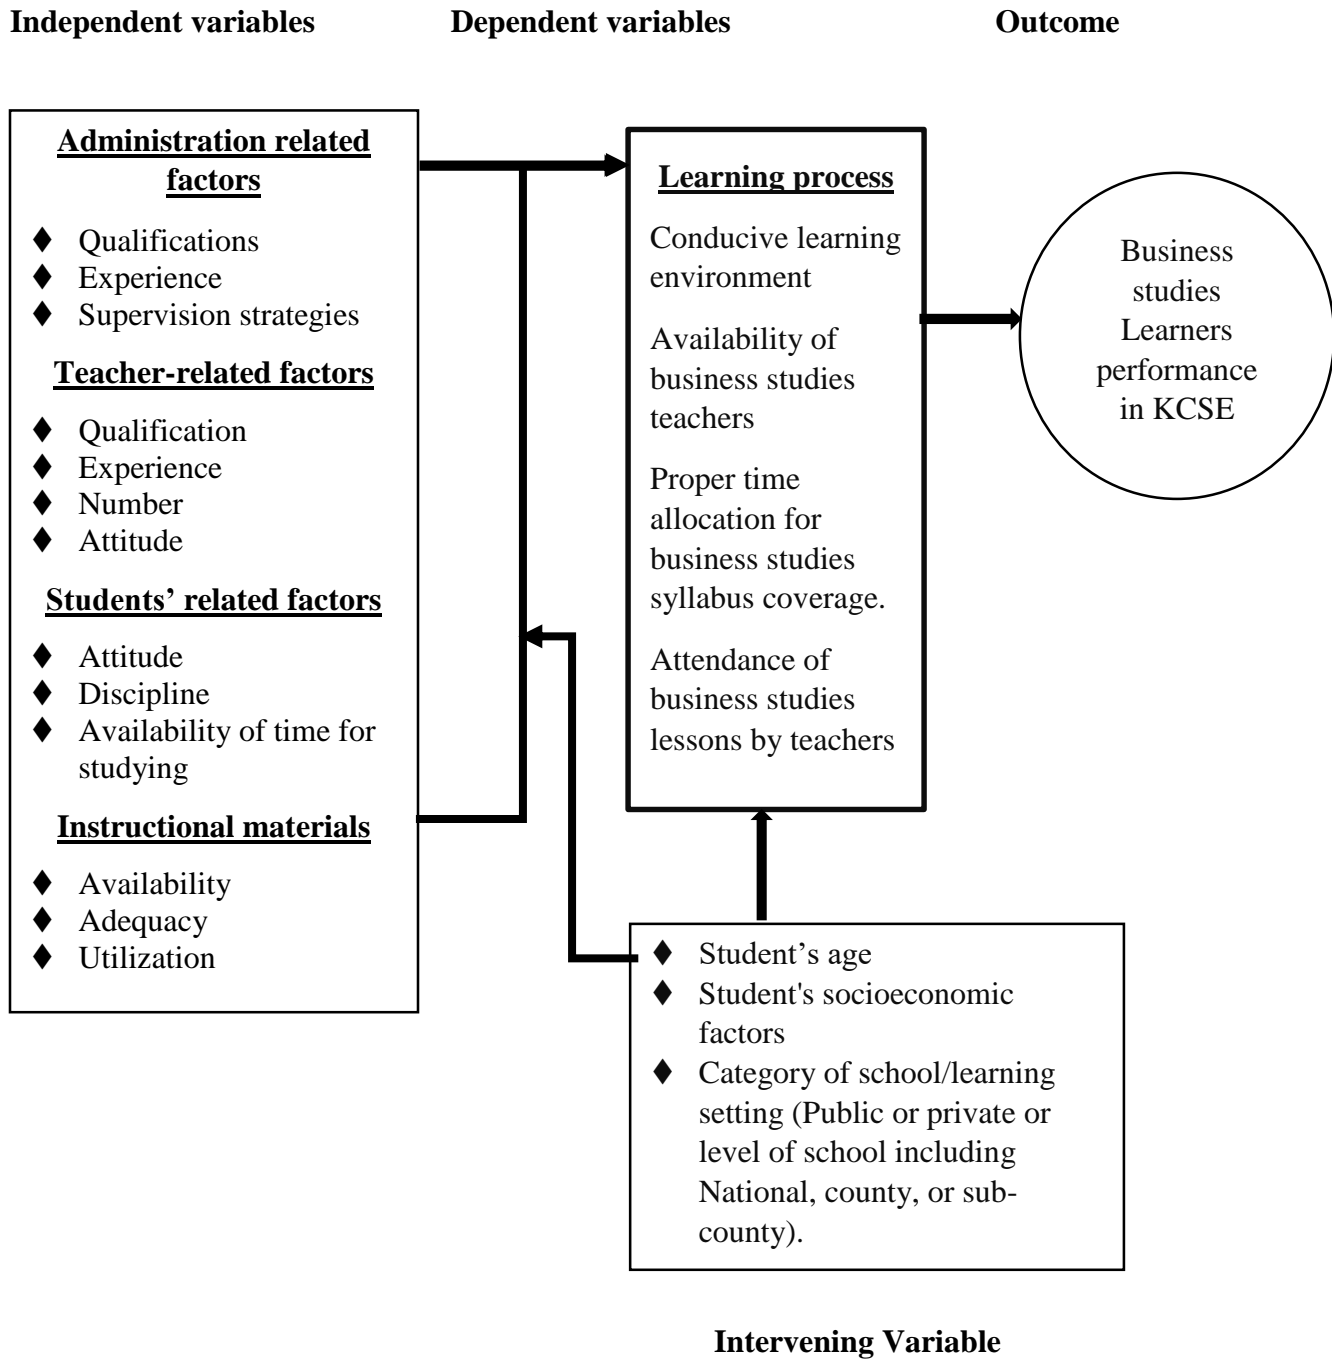 Independent variables
Dependent variables
Outcome
Administration related
factors
♦ Qualifications
♦ Experience
♦ Supervision strategies
Teacher-related factors
♦ Qualification
♦ Experience
♦ Number
♦ Attitude
Students’ related factors
♦ Attitude
♦ Discipline
♦ Availability of time for
studying
Instructional materials
♦ Availability
♦ Adequacy
♦ Utilization
Learning process
Conducive learning
environment
Availability of
business studies
teachers
Proper time
allocation for
business studies
syllabus coverage.
Attendance of
business studies
lessons by teachers
Business
studies
Learners
performance
in KCSE
♦ Student’s age
♦ Student's socioeconomic
factors
♦ Category of school/learning
setting (Public or private or
level of school including
National, county, or sub-
county).
Intervening Variable